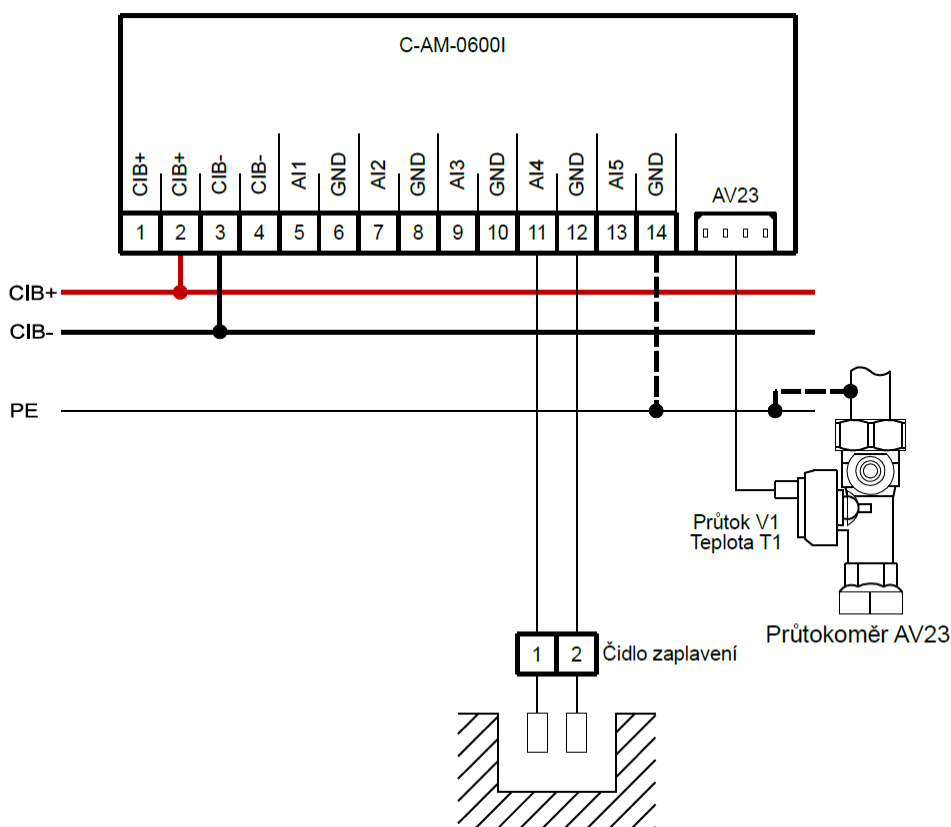 C-AM-0600I
CIB+ CIB+ CIB- CIB- AI1 GND AI2 GND AI3 GND AI4 GND AI5 GND
AV23
1 2 3 4 5 6 7 8 9 10 11 12 13 14
CIB+
CIB-
PE
Průtok V1
Teplota T1
Průtokoměr AV23
1 2 Čidlo zaplavení